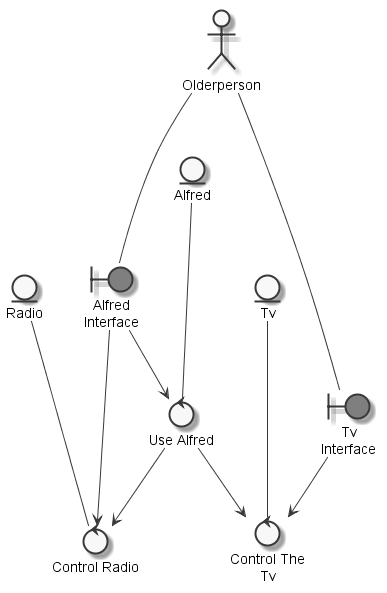 Olderperson
Alfred
Radio
Alfred
Interface
Tv
Use Alfred
Tv
Interface
Control Radio
Control The
Tv